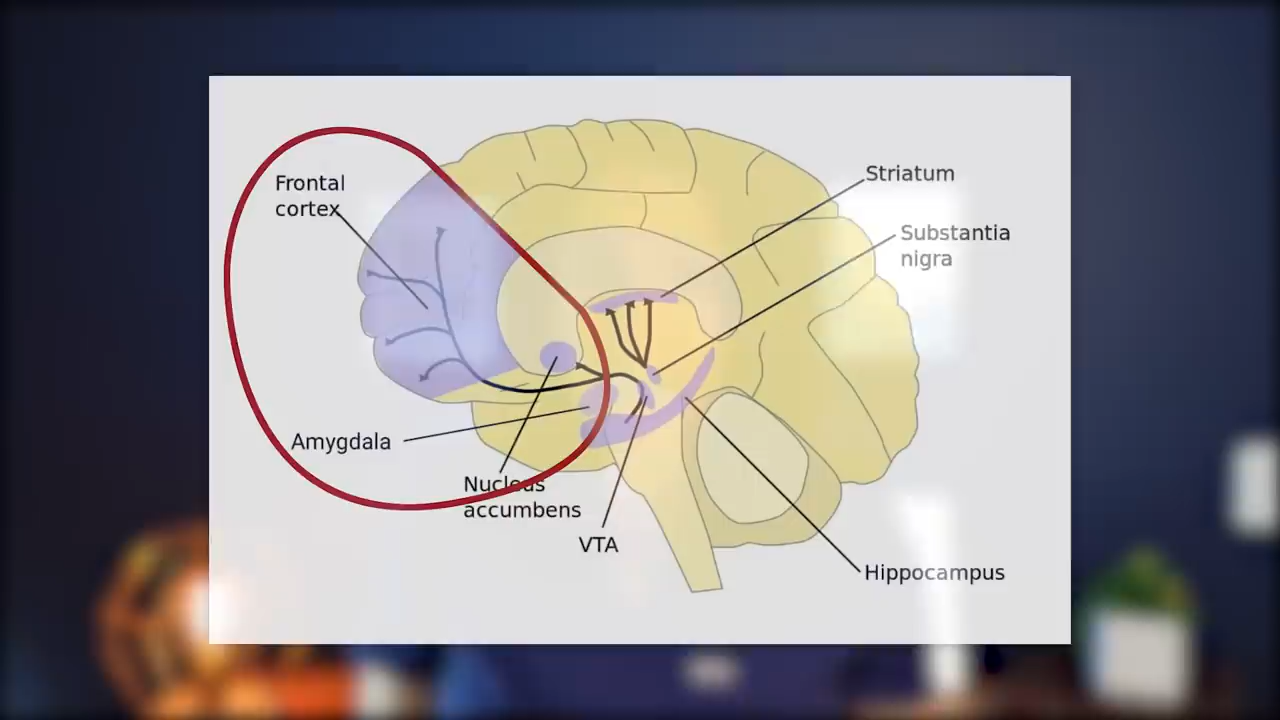 Frontal
cortex
Striatum
Substantia
nigra
Amygdala
Nucleus
accumbens
VTA
Hippocampus